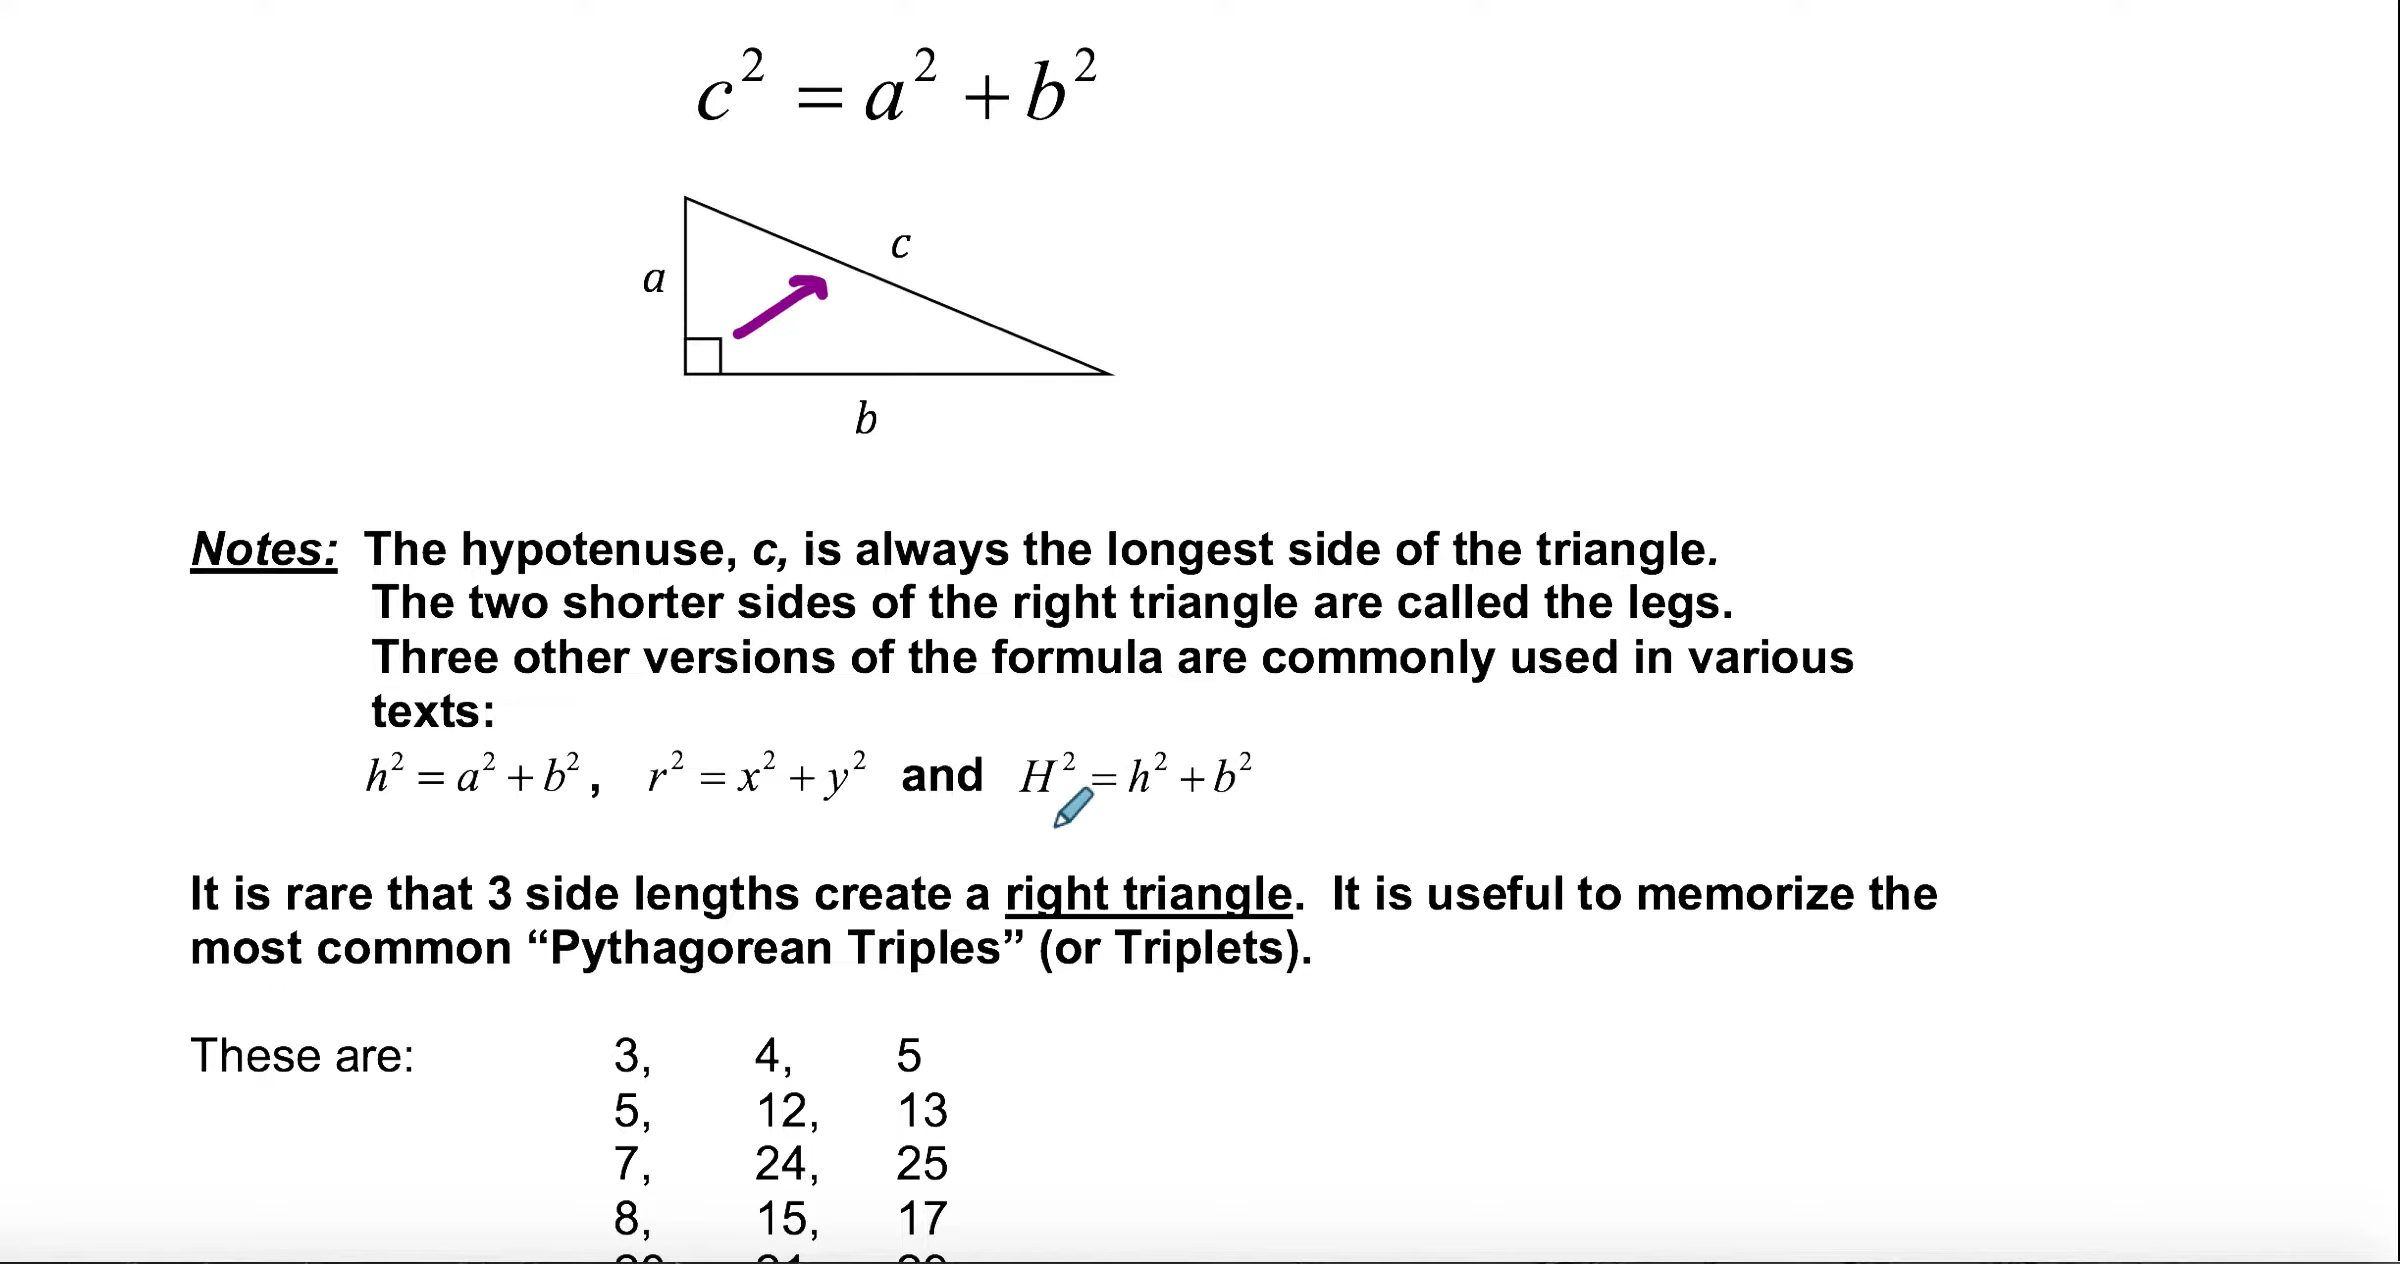 c² = a² + b²
c
a
b
Notes: The hypotenuse, c, is always the longest side of the triangle.
The two shorter sides of the right triangle are called the legs.
Three other versions of the formula are commonly used in various
texts:
h² = a² + b², r² = x² + y² and H² = h² + b²
It is rare that 3 side lengths create a right triangle. It is useful to memorize the
most common “Pythagorean Triples” (or Triplets).
These are: 3, 4, 5
5, 12, 13
7, 24, 25
8, 15, 17